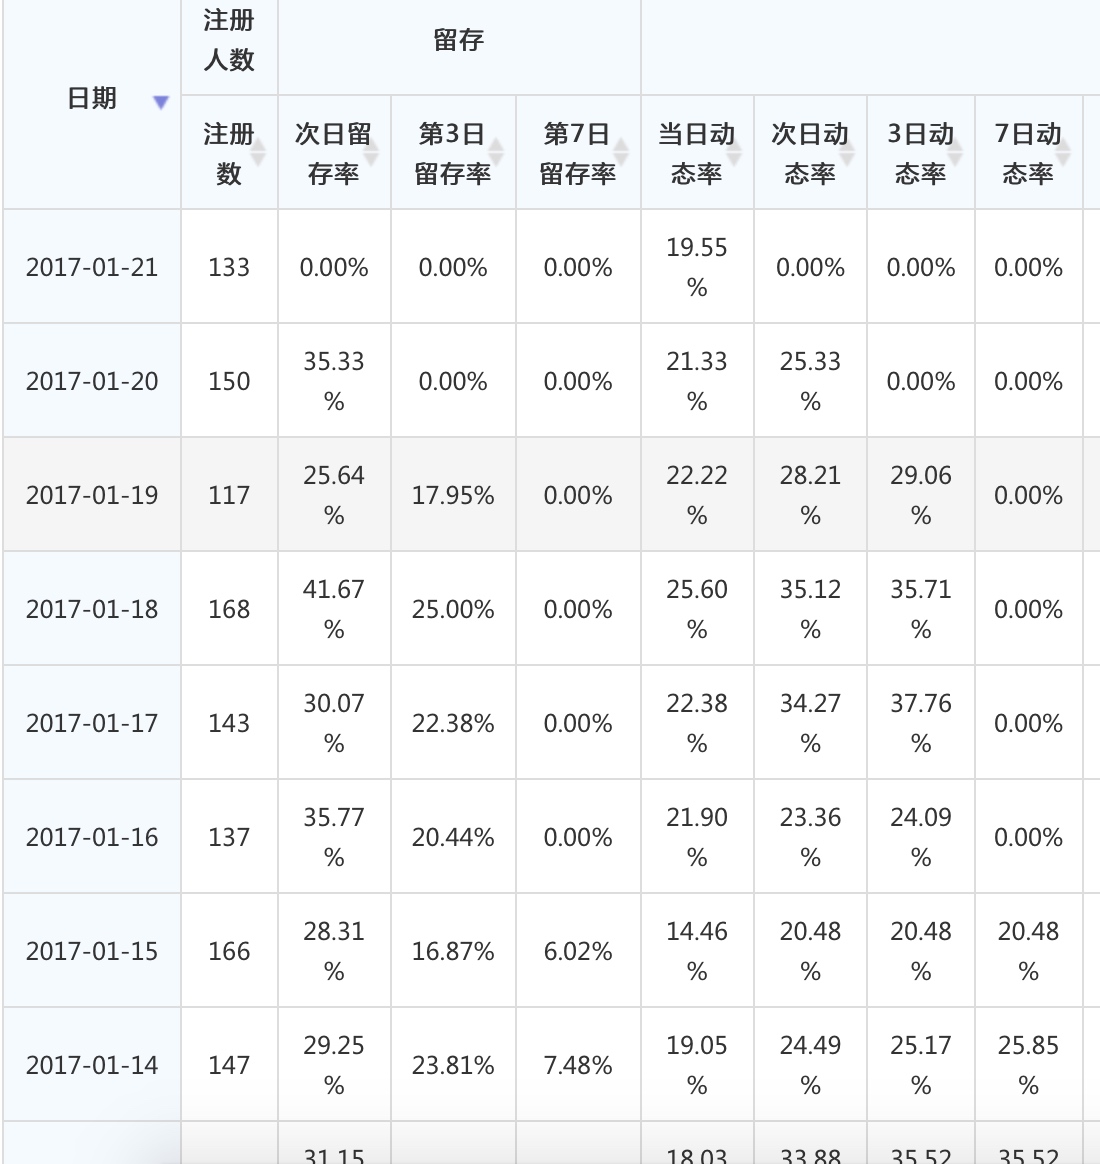 注册
人数
留存
日期
注册
数
次日留
存率
第3日
留存率
第7日
留存率
当日动
态率
次日动
态率
3日动
态率
7日动
态率
2017-01-21 133 0.00% 0.00% 0.00% 19.55
% 0.00% 0.00% 0.00%
2017-01-20 150 35.33
% 0.00% 0.00% 21.33
% 25.33
% 0.00% 0.00%
2017-01-19 117 25.64
% 17.95% 0.00% 22.22
% 28.21
% 29.06
% 0.00%
2017-01-18 168 41.67
% 25.00% 0.00% 25.60
% 35.12
% 35.71
% 0.00%
2017-01-17 143 30.07
% 22.38% 0.00% 22.38
% 34.27
% 37.76
% 0.00%
2017-01-16 137 35.77
% 20.44% 0.00% 21.90
% 23.36
% 24.09
% 0.00%
2017-01-15 166 28.31
% 16.87% 6.02% 14.46
% 20.48
% 20.48
% 20.48
%
2017-01-14 147 29.25
% 23.81% 7.48% 19.05
% 24.49
% 25.17
% 25.85
%
31.15 18.03 33.88 35.52 35.52